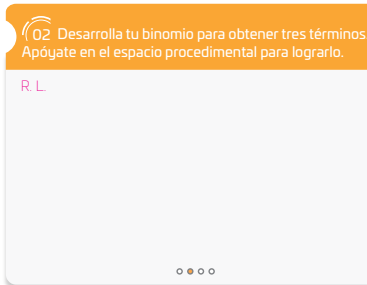 02 Desarrolla tu binomio para obtener tres términos
Apóyate en el espacio procedimental para lograrlo.
R. L.